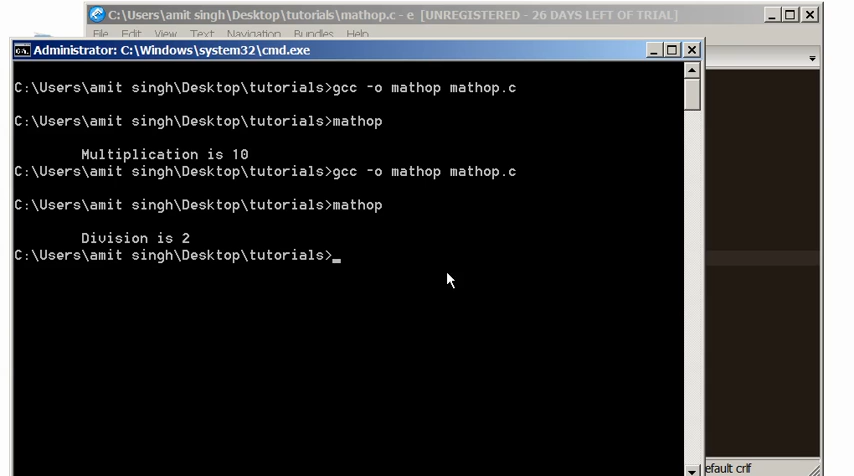 C:\Users\amit singh\Desktop\tutorials\mathop.c - e [UNREGISTERED - 26 DAYS LEFT OF TRIAL]
File Edit View Text Navigation Bundles Help
Administrator: C:\Windows\system32\cmd.exe
C:\Users\amit singh\Desktop\tutorials>gcc -o mathop mathop.c
C:\Users\amit singh\Desktop\tutorials>mathop
Multiplication is 10
C:\Users\amit singh\Desktop\tutorials>gcc -o mathop mathop.c
C:\Users\amit singh\Desktop\tutorials>mathop
Division is 2
C:\Users\amit singh\Desktop\tutorials>_
efault crlf